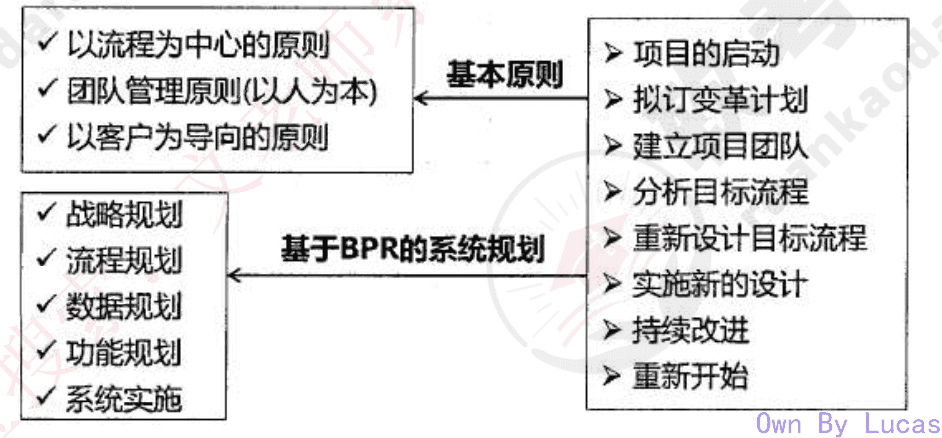 以流程为中心的原则
团队管理原则(以人为本)
以客户为导向的原则
基本原则
战略规划
流程规划
数据规划
功能规划
系统实施
基于BPR的系统规划
项目的启动
拟订变革计划
建立项目团队
分析目标流程
重新设计目标流程
实施新的设计
持续改进
重新开始
Own By Lucas